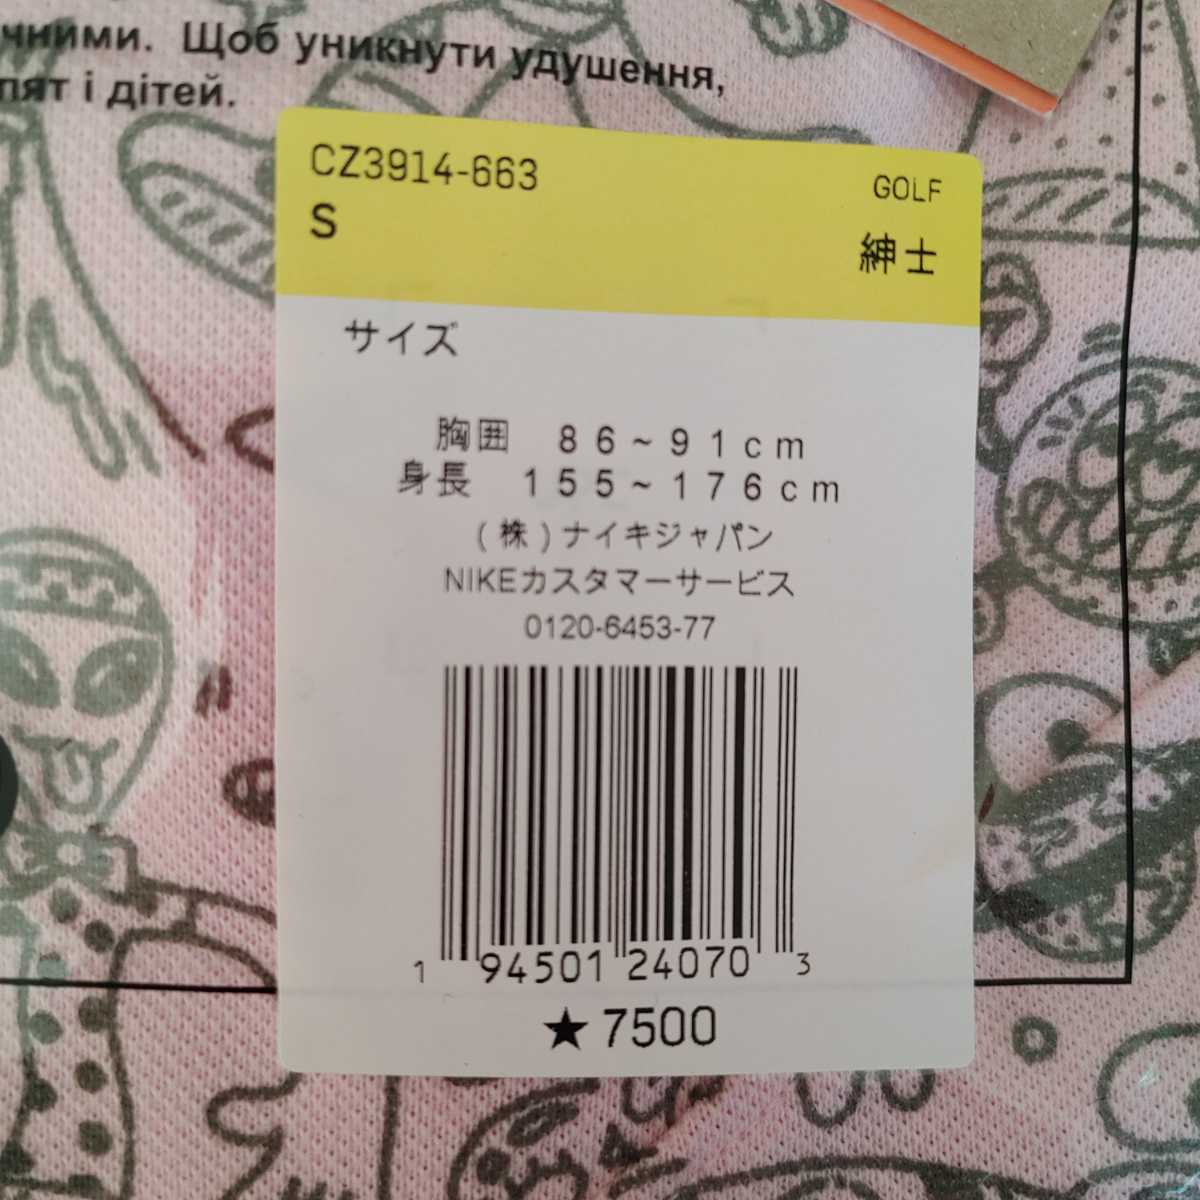 чними. Щоб уникнути удушення,
і дітей.
CZ3914-663
GOLF
S
紳士
サイズ
胸囲 86~91cm
身長 155~176cm
(株)ナイキジャパン
NIKEカスタマーサービス
0120-6453-77
1 94501 24070 3
★7500